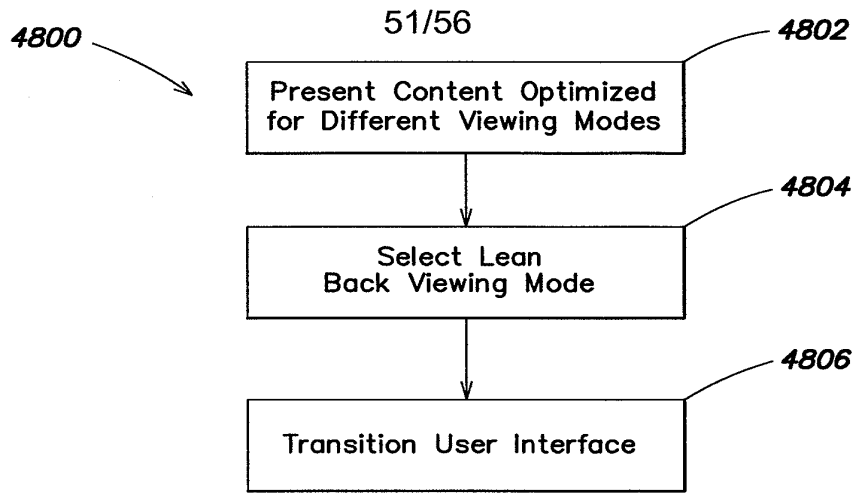 51/56
4800
4802
Present Content Optimized
for Different Viewing Modes
4804
Select Lean
Back Viewing Mode
4806
Transition User Interface